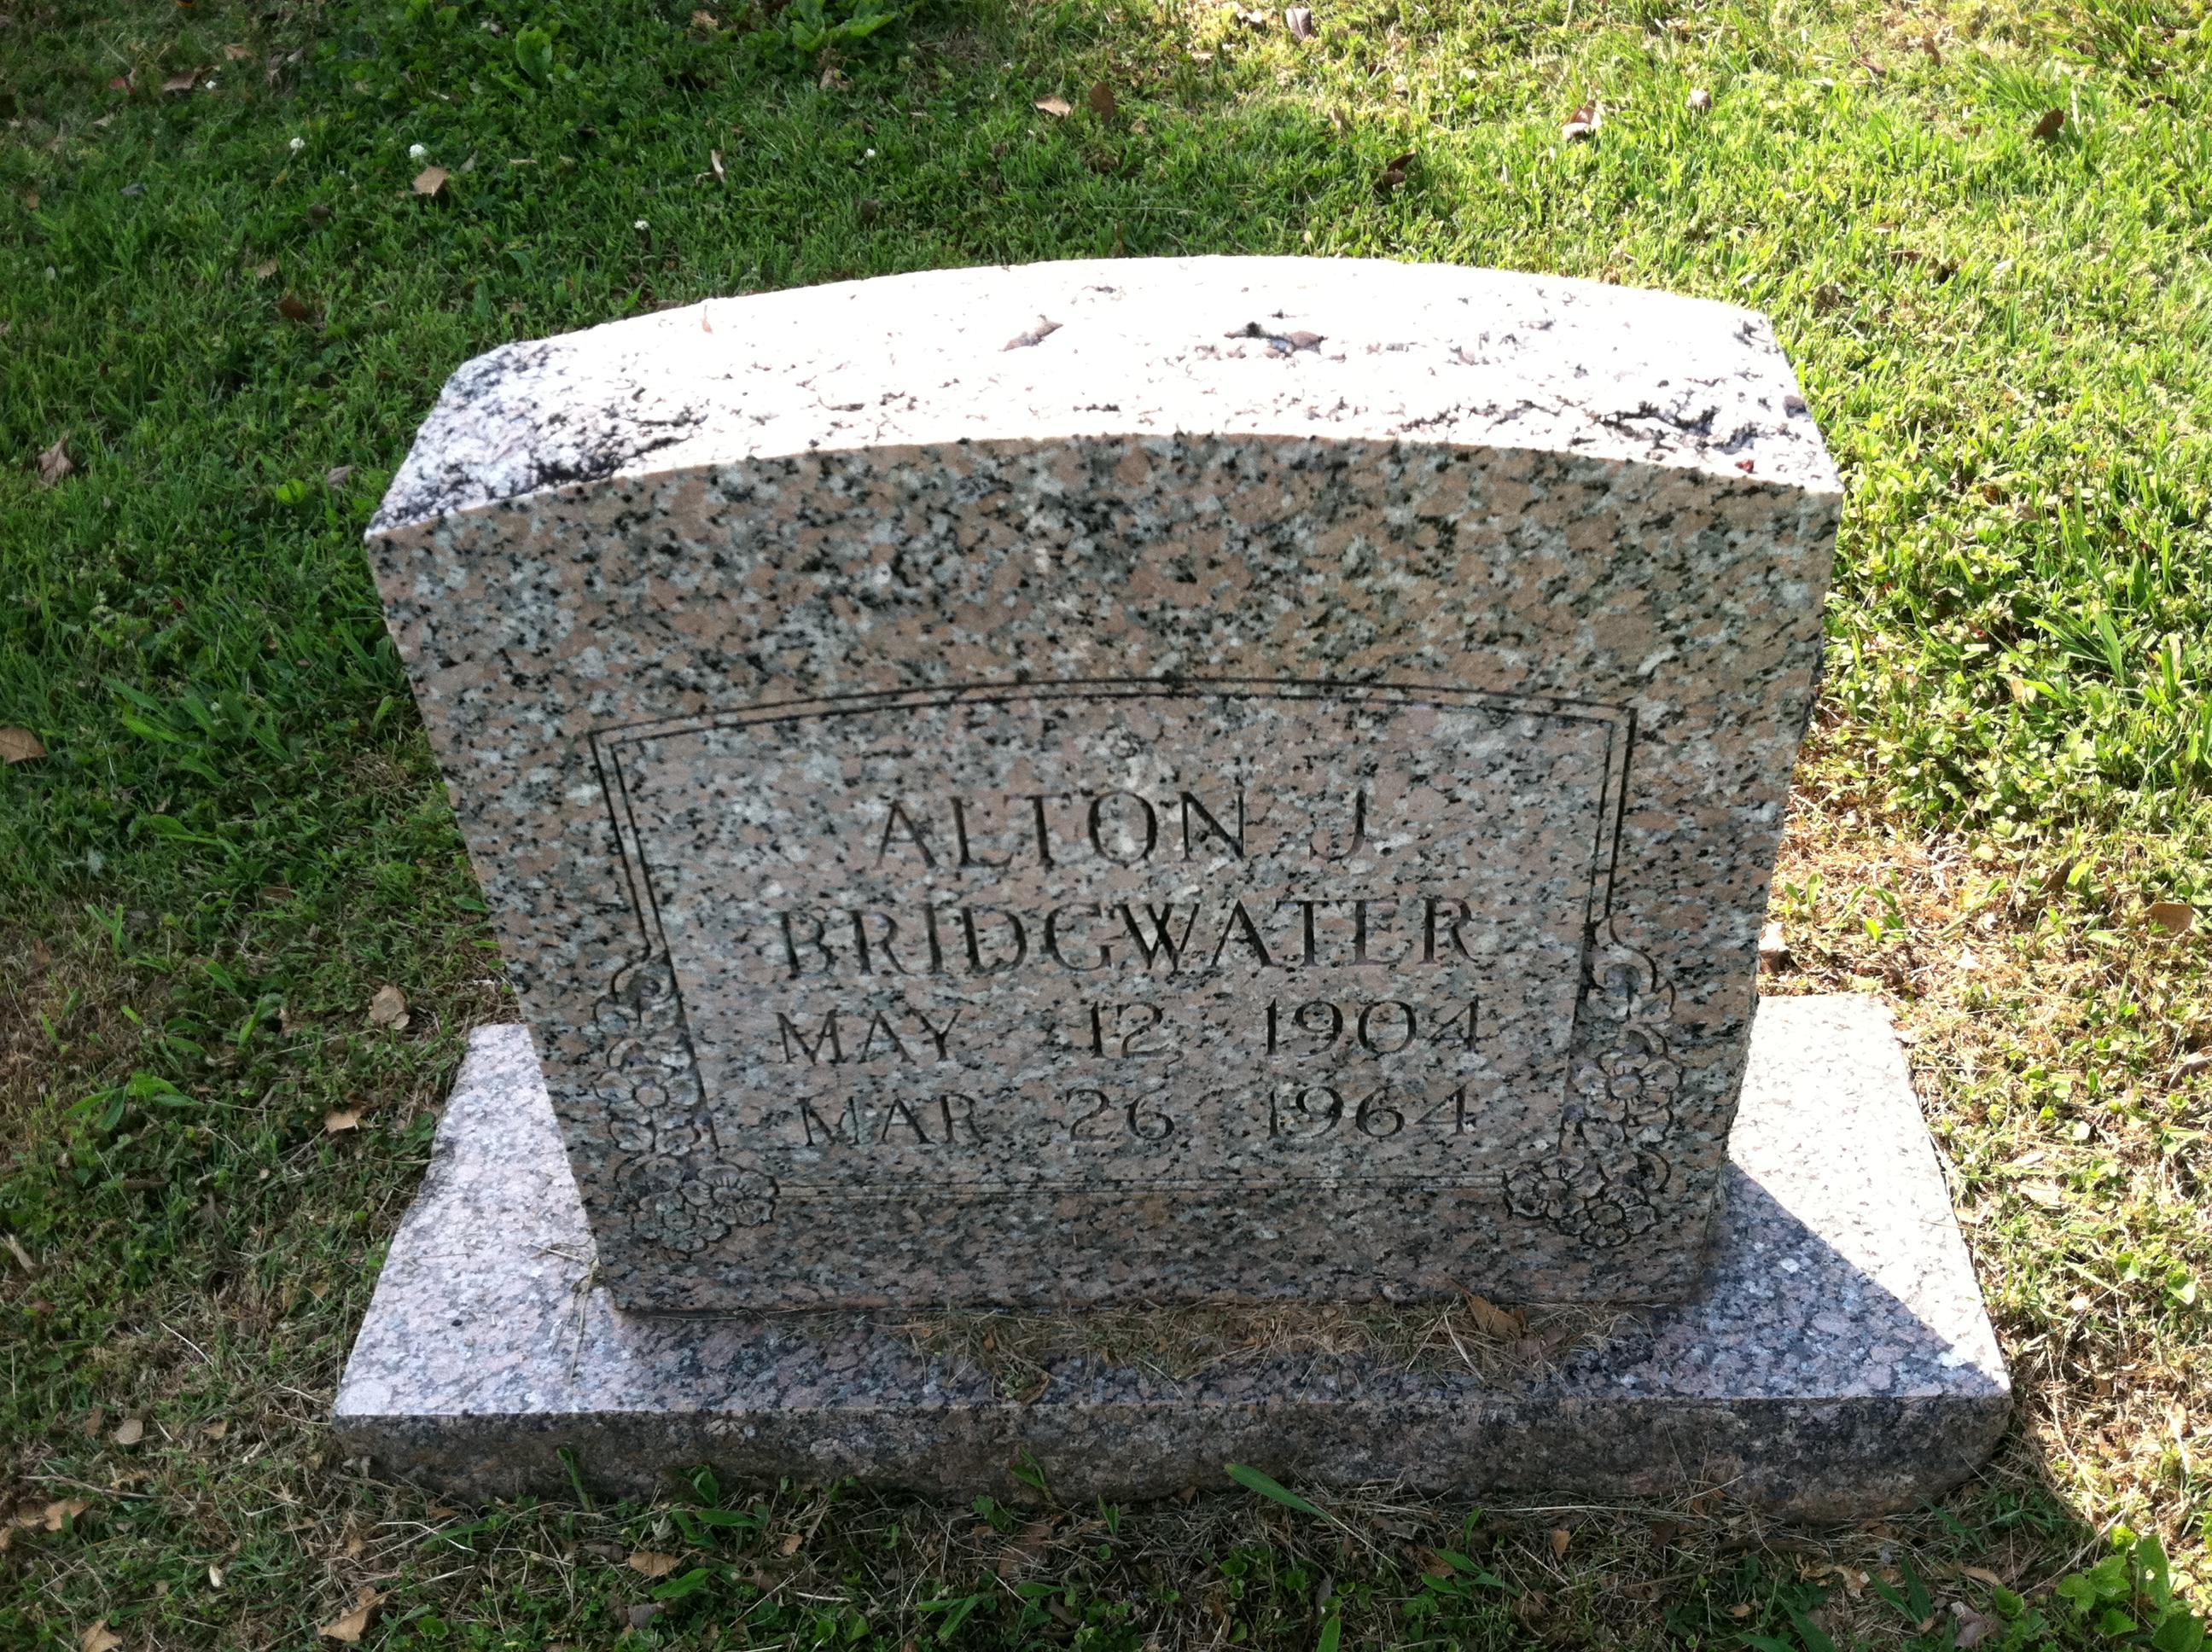 ALTON J
BRIDGWATER
MAY 12 1904
MAR 26 1964